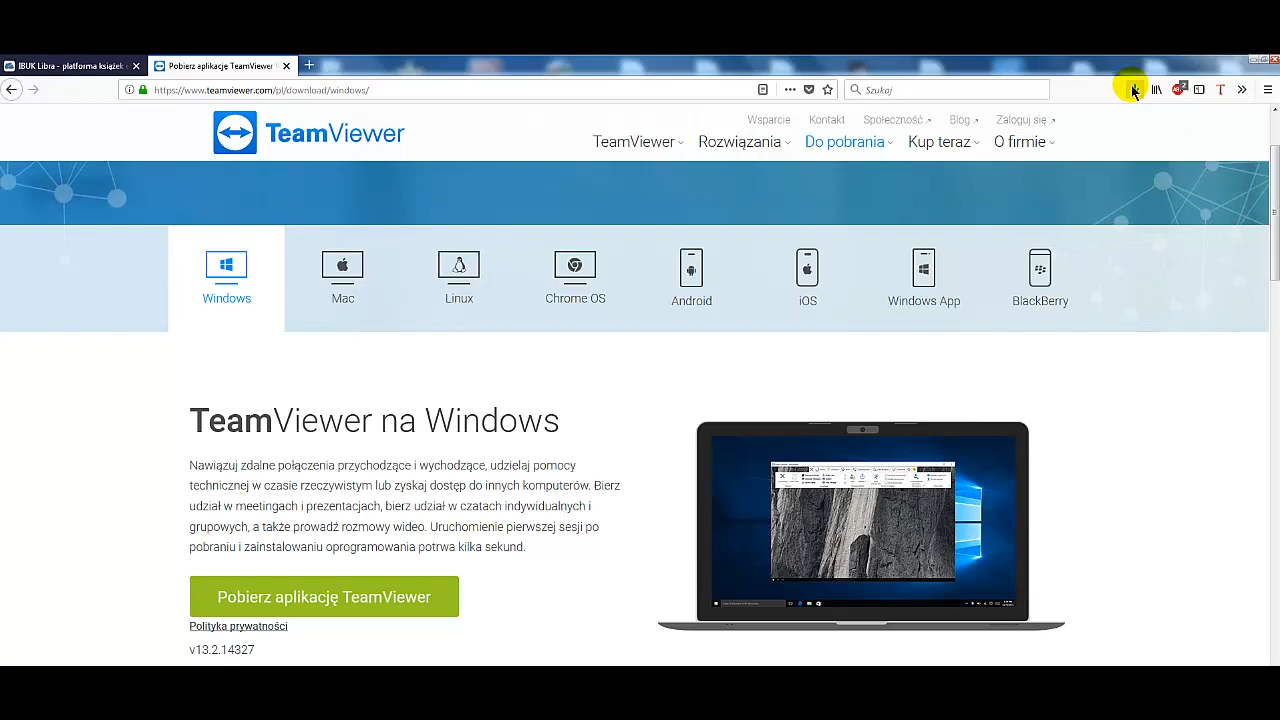 IBUK Libra - platforma książek
Pobierz aplikację TeamViewer
https://www.teamviewer.com/pl/download/windows/
Szukaj
2
TeamViewer
Wsparcie Kontakt Społeczność Blog Zaloguj się
TeamViewer Rozwiązania Do pobrania Kup teraz O firmie
Windows Mac Linux Chrome OS Android iOS Windows App BlackBerry
TeamViewer na Windows
Nawiązuj zdalne połączenia przychodzące i wychodzące, udzielaj pomocy
technicznej w czasie rzeczywistym lub zyskaj dostęp do innych komputerów. Bierz
udział w meetingach i prezentacjach, bierz udział w czatach indywidualnych i
grupowych, a także prowadź rozmowy wideo. Uruchomienie pierwszej sesji po
pobraniu i zainstalowaniu oprogramowania potrwa kilka sekund.
Pobierz aplikację TeamViewer
Polityka prywatności
v13.2.14327